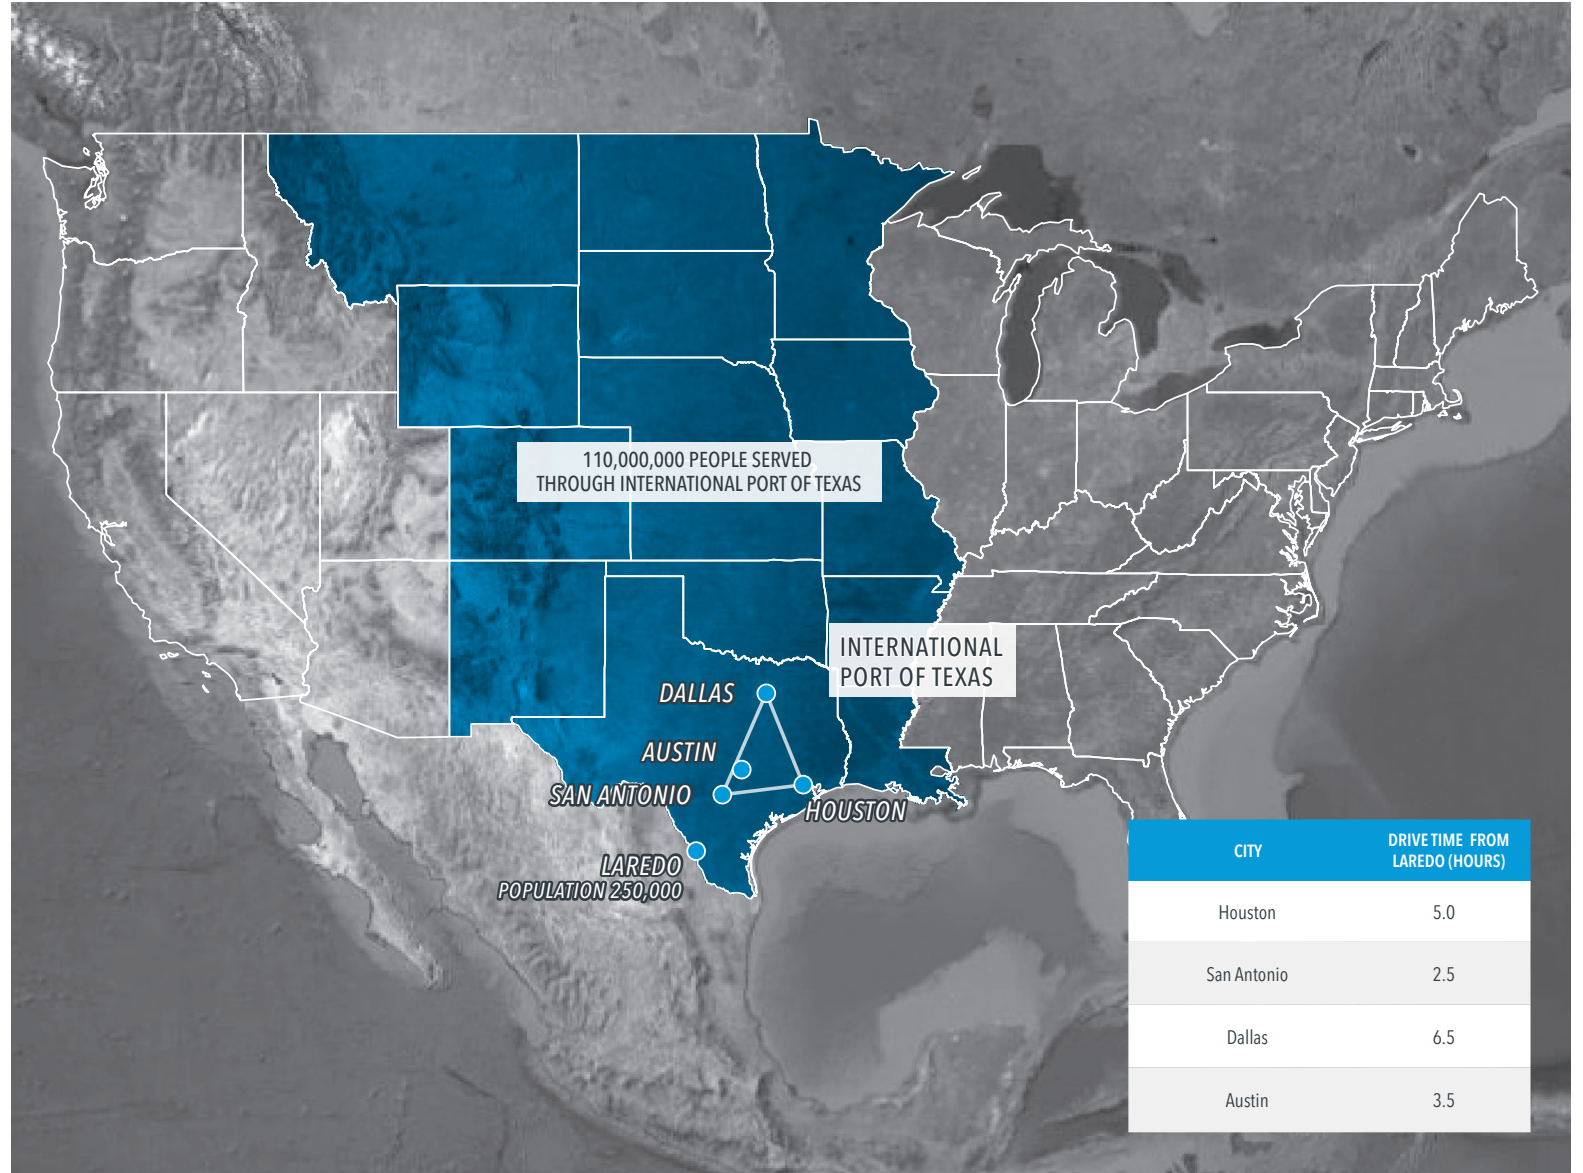 110,000,000 PEOPLE SERVED
THROUGH INTERNATIONAL PORT OF TEXAS
INTERNATIONAL
PORT OF TEXAS
DALLAS
AUSTIN
SAN ANTONIO
HOUSTON
LAREDO
POPULATION 250,000
CITY
DRIVE TIME FROM
LAREDO (HOURS)
Houston 5.0
San Antonio 2.5
Dallas 6.5
Austin 3.5